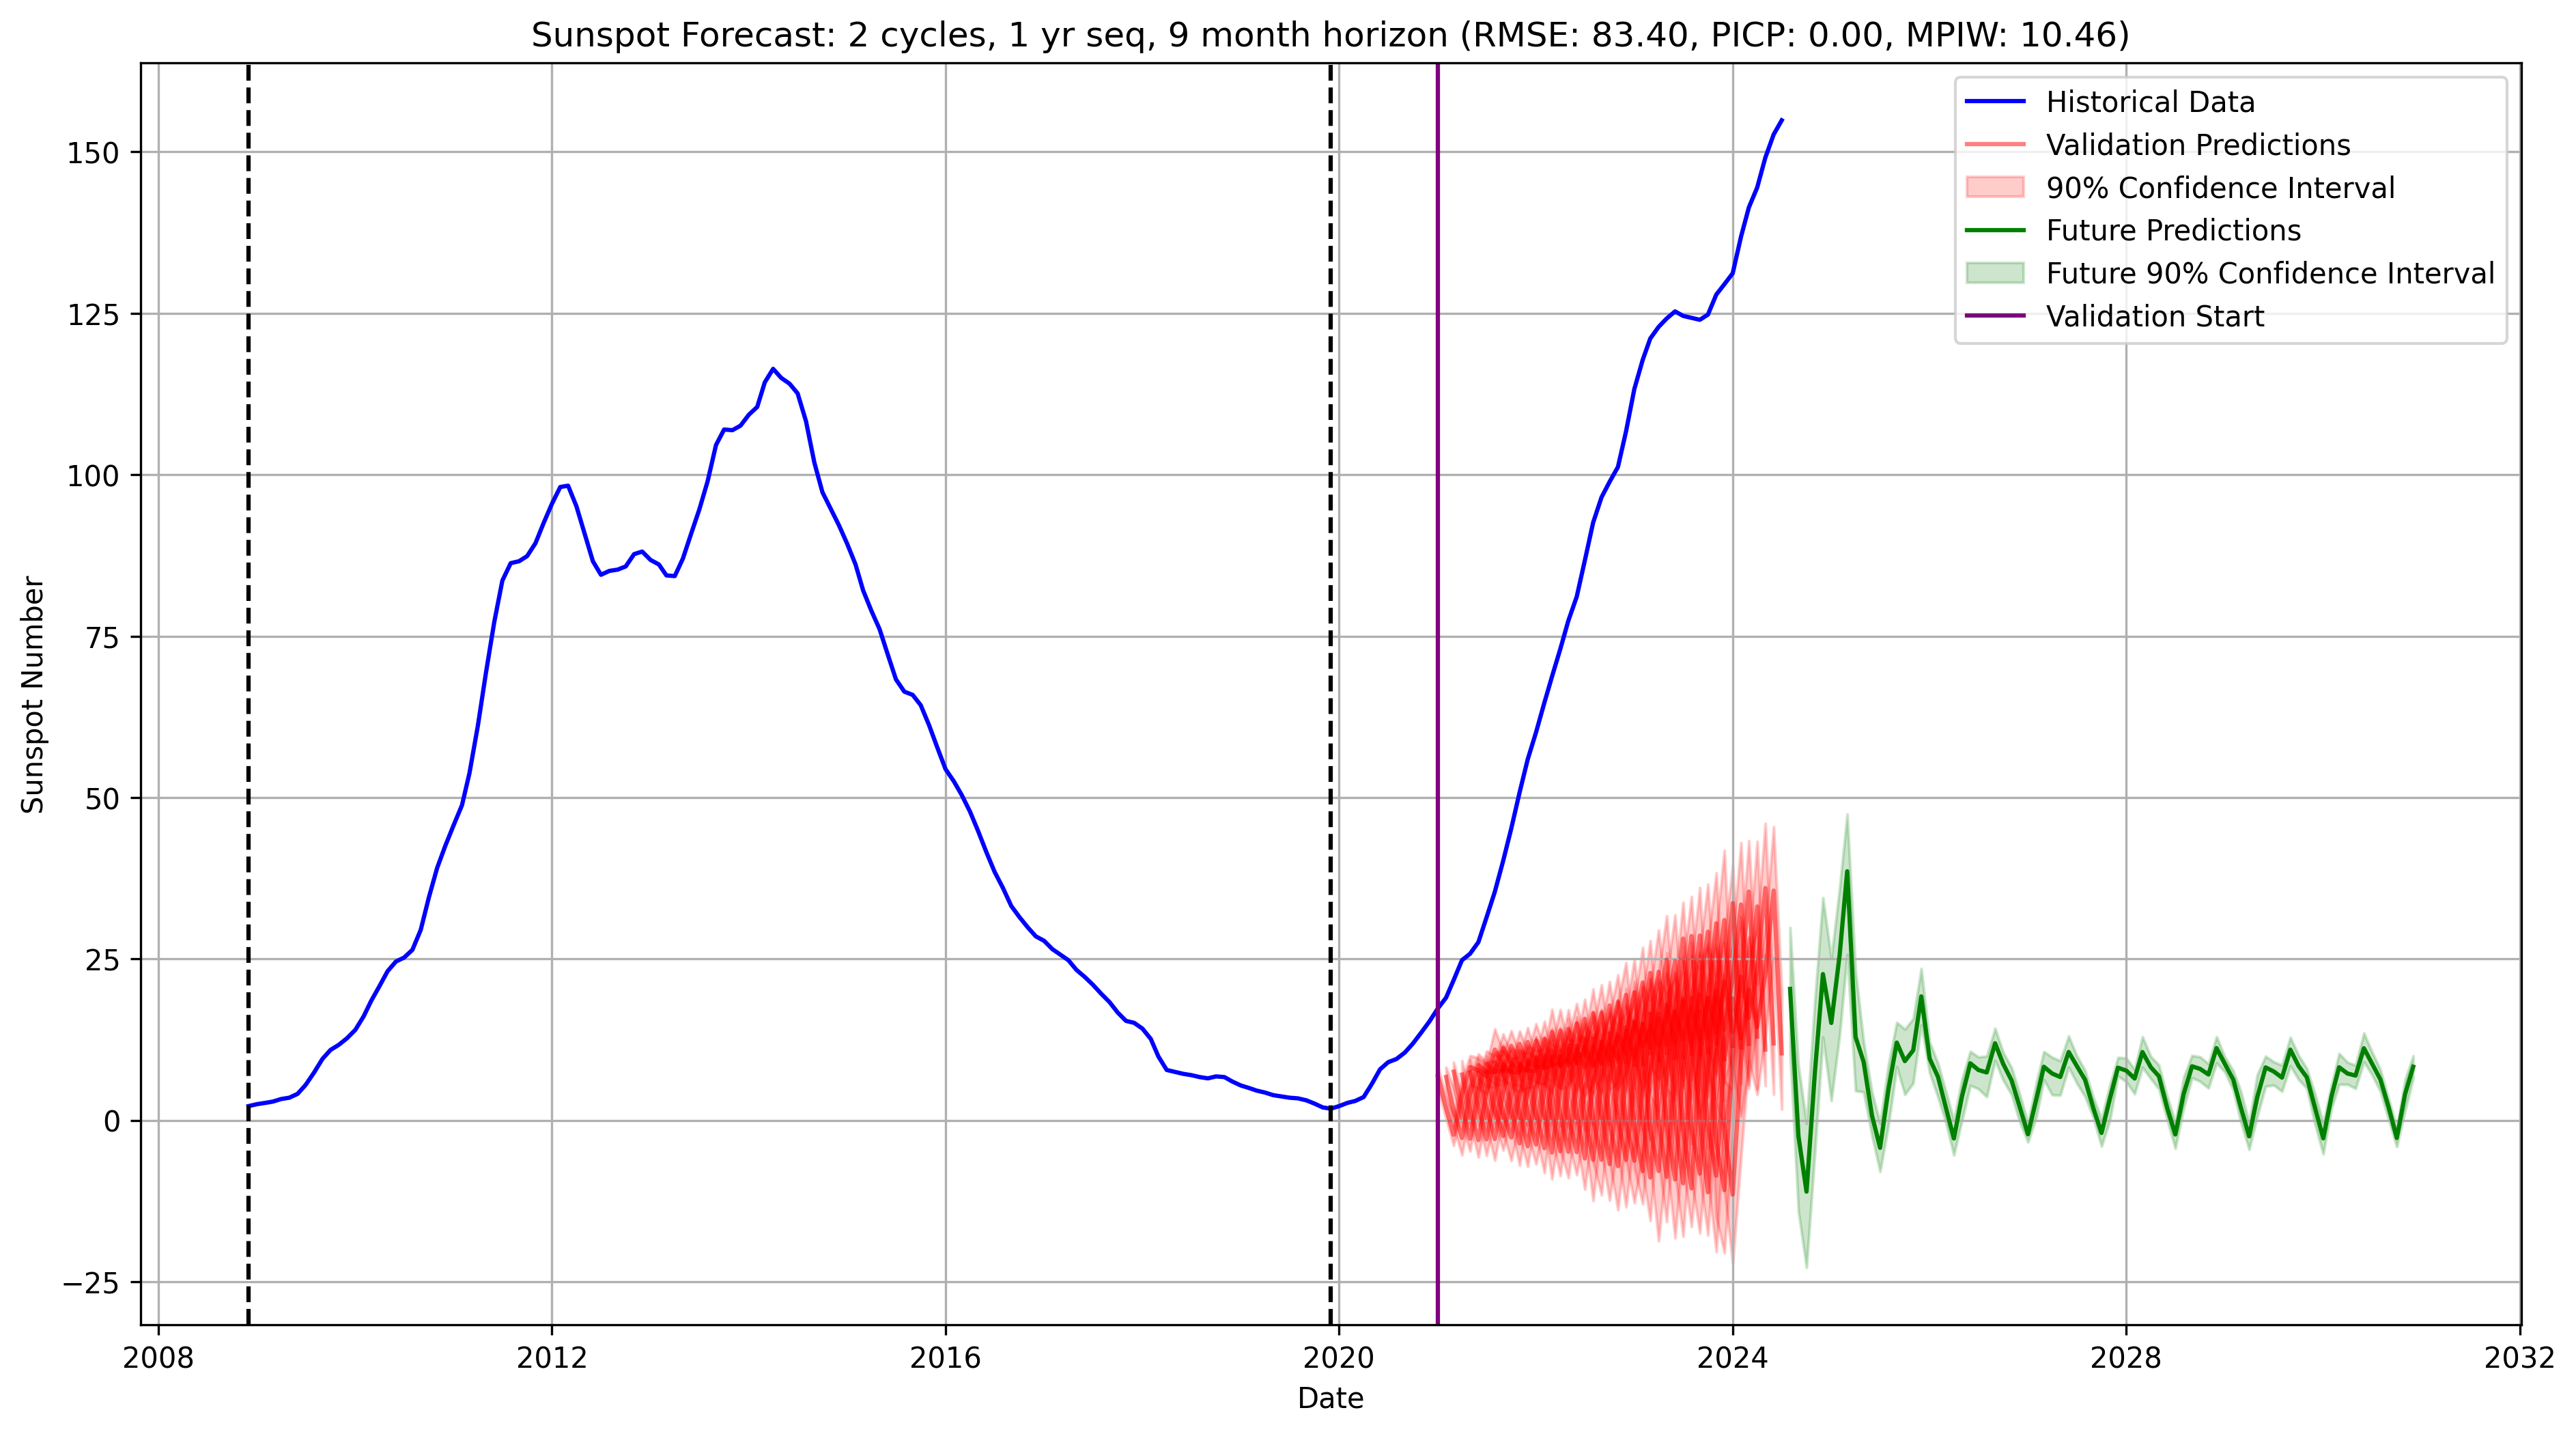 Sunspot Forecast: 2 cycles, 1 yr seq, 9 month horizon (RMSE: 83.40, PICP: 0.00, MPIW: 10.46)
Historical Data
Validation Predictions
90% Confidence Interval
Future Predictions
Future 90% Confidence Interval
Validation Start
Sunspot Number
150
125
100
75
50
25
0
−25
2008
2012
2016
2020
2024
2028
2032
Date